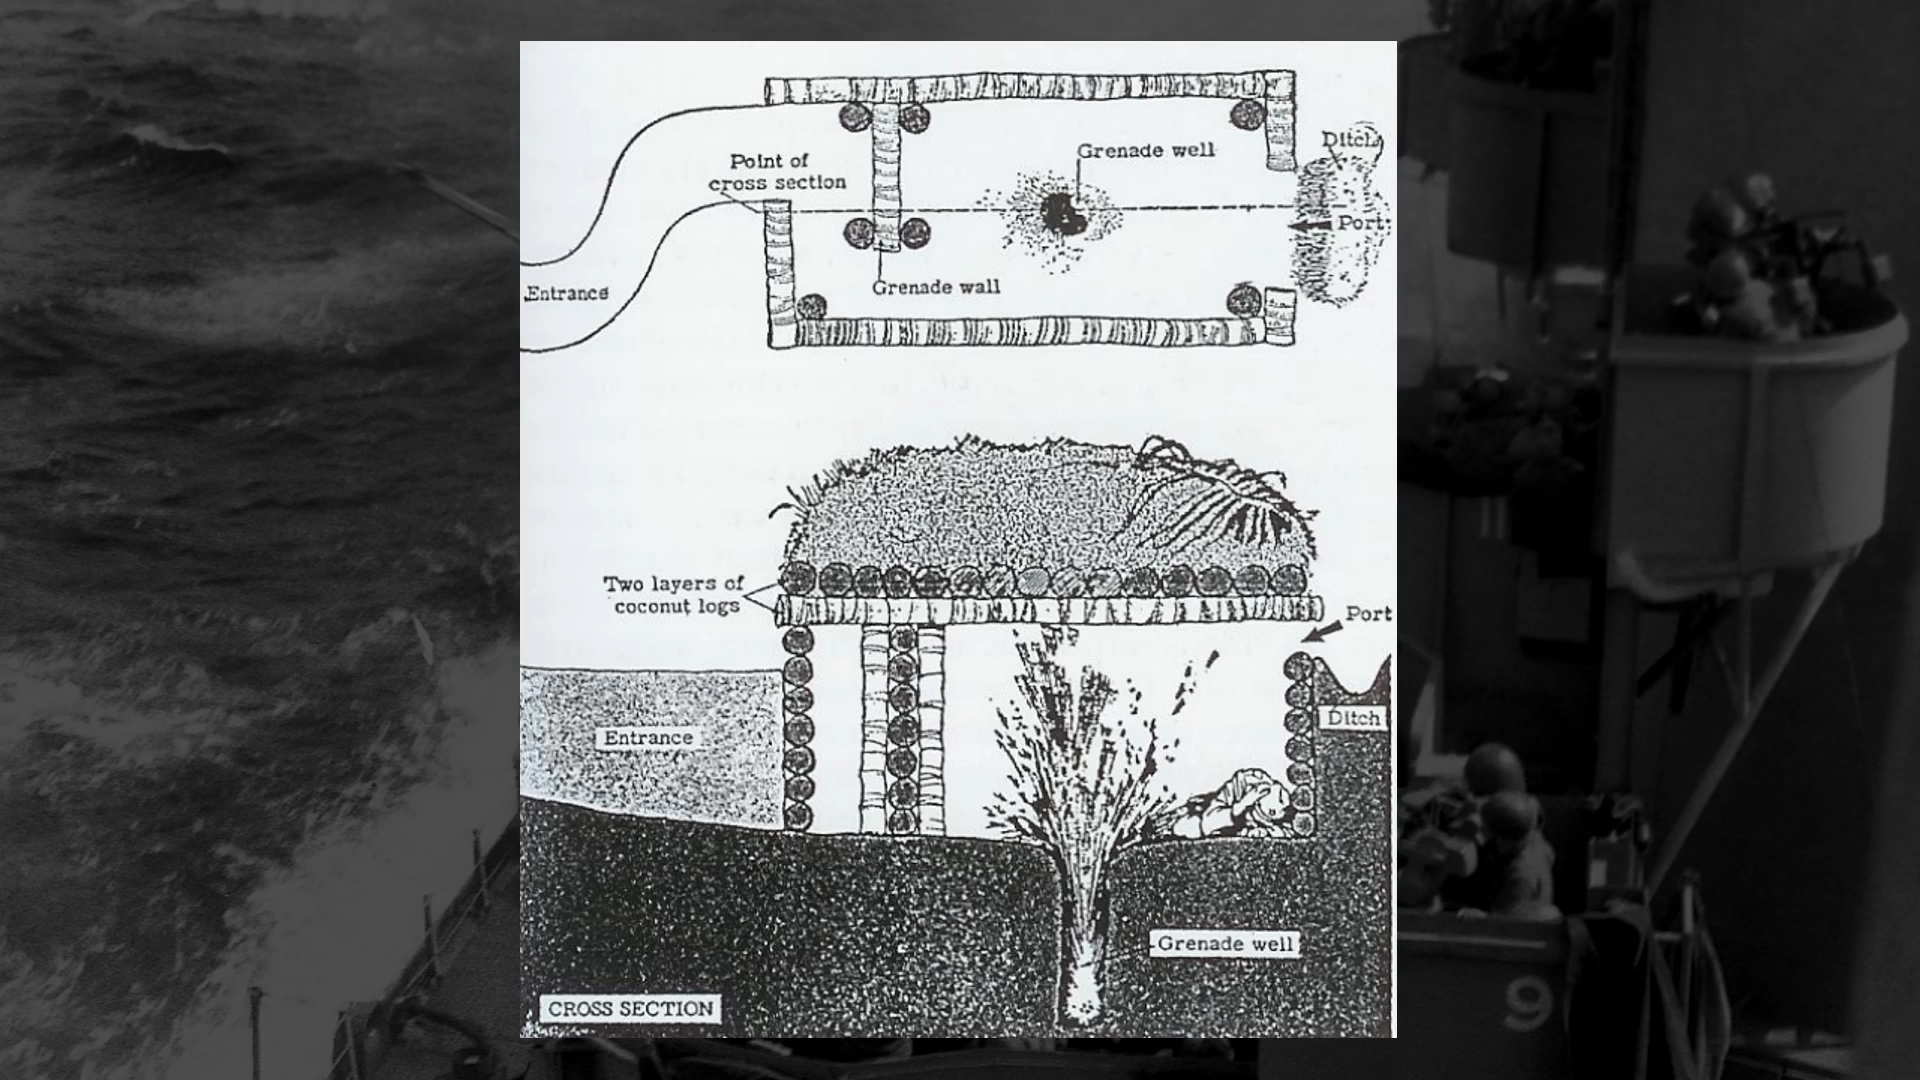 Ditch
Grenade well
Point of
cross section
Port
Grenade wall
Entrance
Two layers of
coconut logs
Port
Ditch
Entrance
Grenade well
CROSS SECTION
9